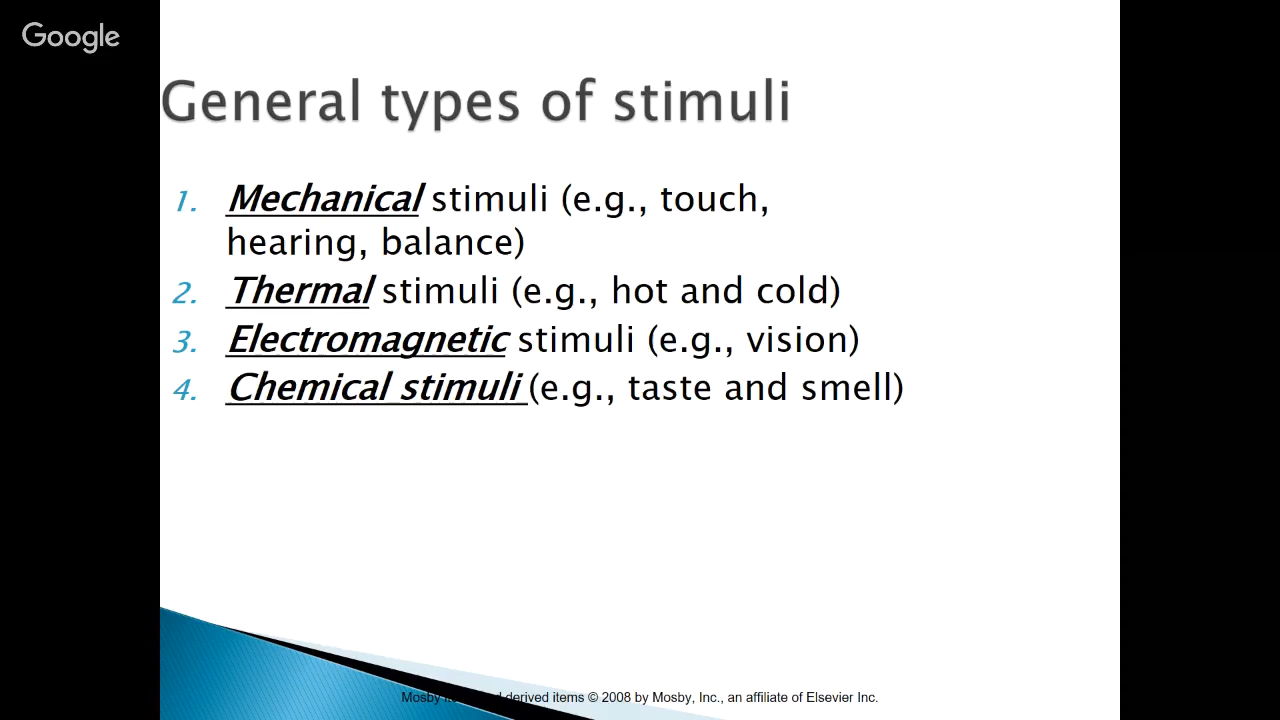 Google
General types of stimuli
1. Mechanical stimuli (e.g., touch,
hearing, balance)
2. Thermal stimuli (e.g., hot and cold)
3. Electromagnetic stimuli (e.g., vision)
4. Chemical stimuli (e.g., taste and smell)
Mosby derived items © 2008 by Mosby, Inc., an affiliate of Elsevier Inc.